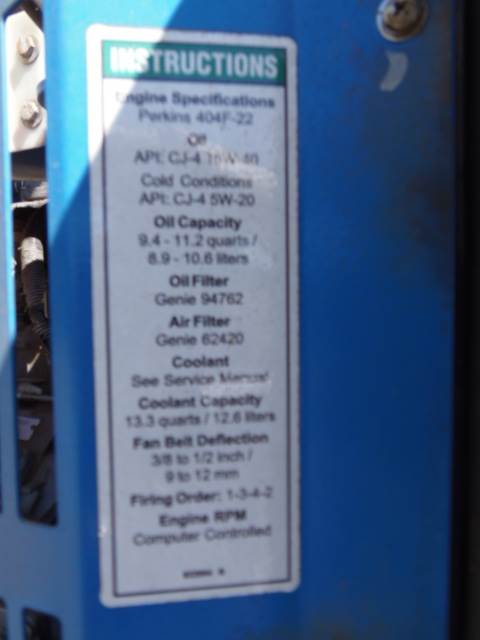 INSTRUCTIONS
Engine Specifications
Perkins 404F-22
Oil
API: CJ-4 15W-40
Cold Conditions
API: CJ-4 5W-20
Oil Capacity
9.4 - 11.2 quarts /
8.9 - 10.6 liters
Oil Filter
Genie 94762
Air Filter
Genie 62420
Coolant
See Service Manual
Coolant Capacity
13.3 quarts / 12.6 liters
Fan Belt Deflection
3/8 to 1/2 inch /
9 to 12 mm
Firing Order: 1-3-4-2
Engine RPM
Computer Controlled